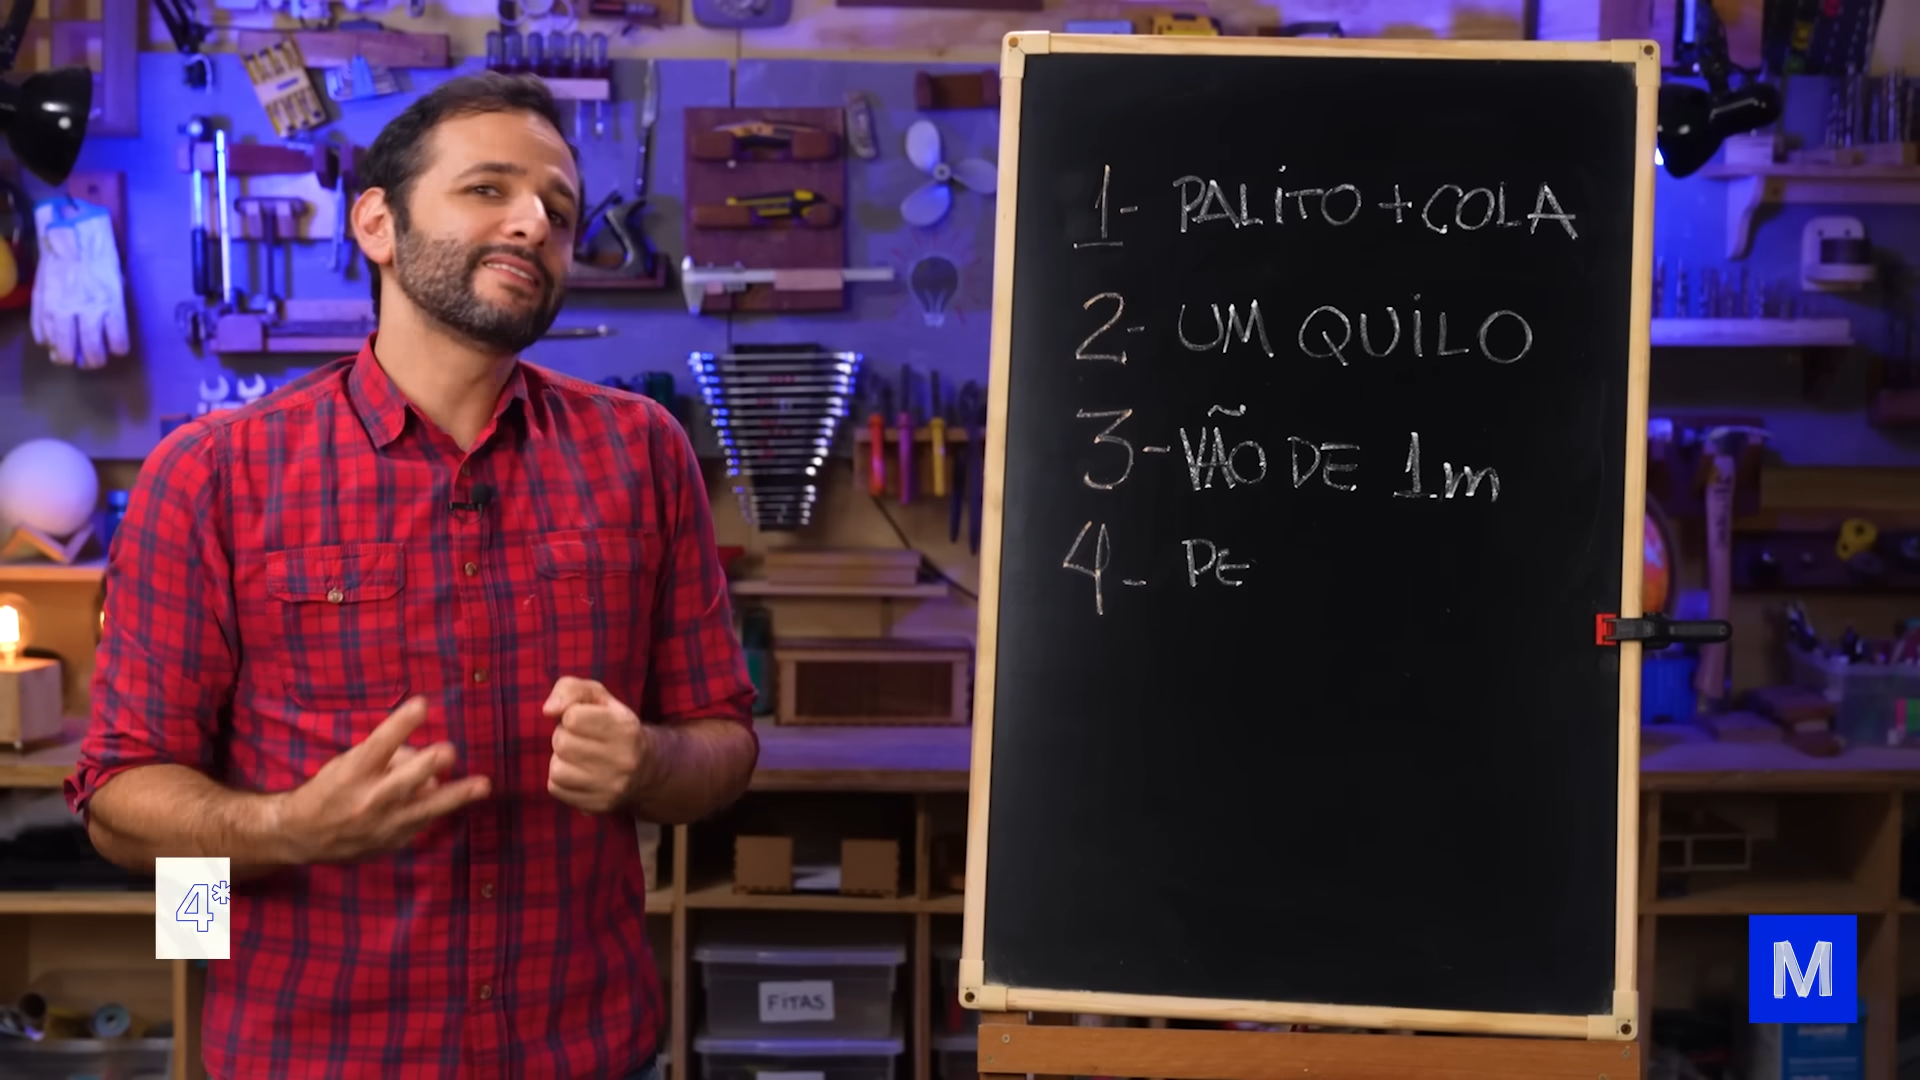 1- PALITO + COLA
2- UM QUILO
3- VÃO DE 1m
4- PE
4*
FITAS
M